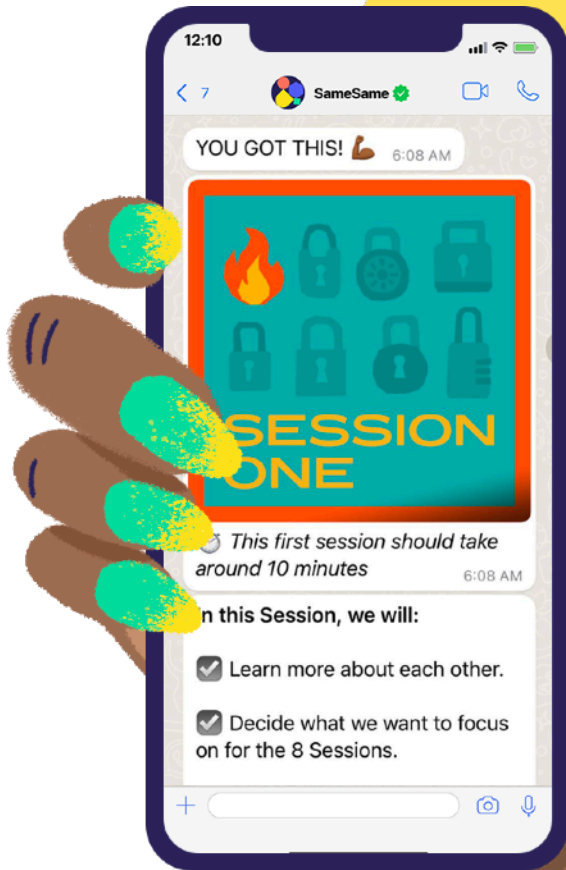 12:10
7
SameSame
YOU GOT THIS!
6:08 AM
SESSION
ONE
This first session should take
around 10 minutes
6:08 AM
In this Session, we will:
Learn more about each other.
Decide what we want to focus
on for the 8 Sessions.